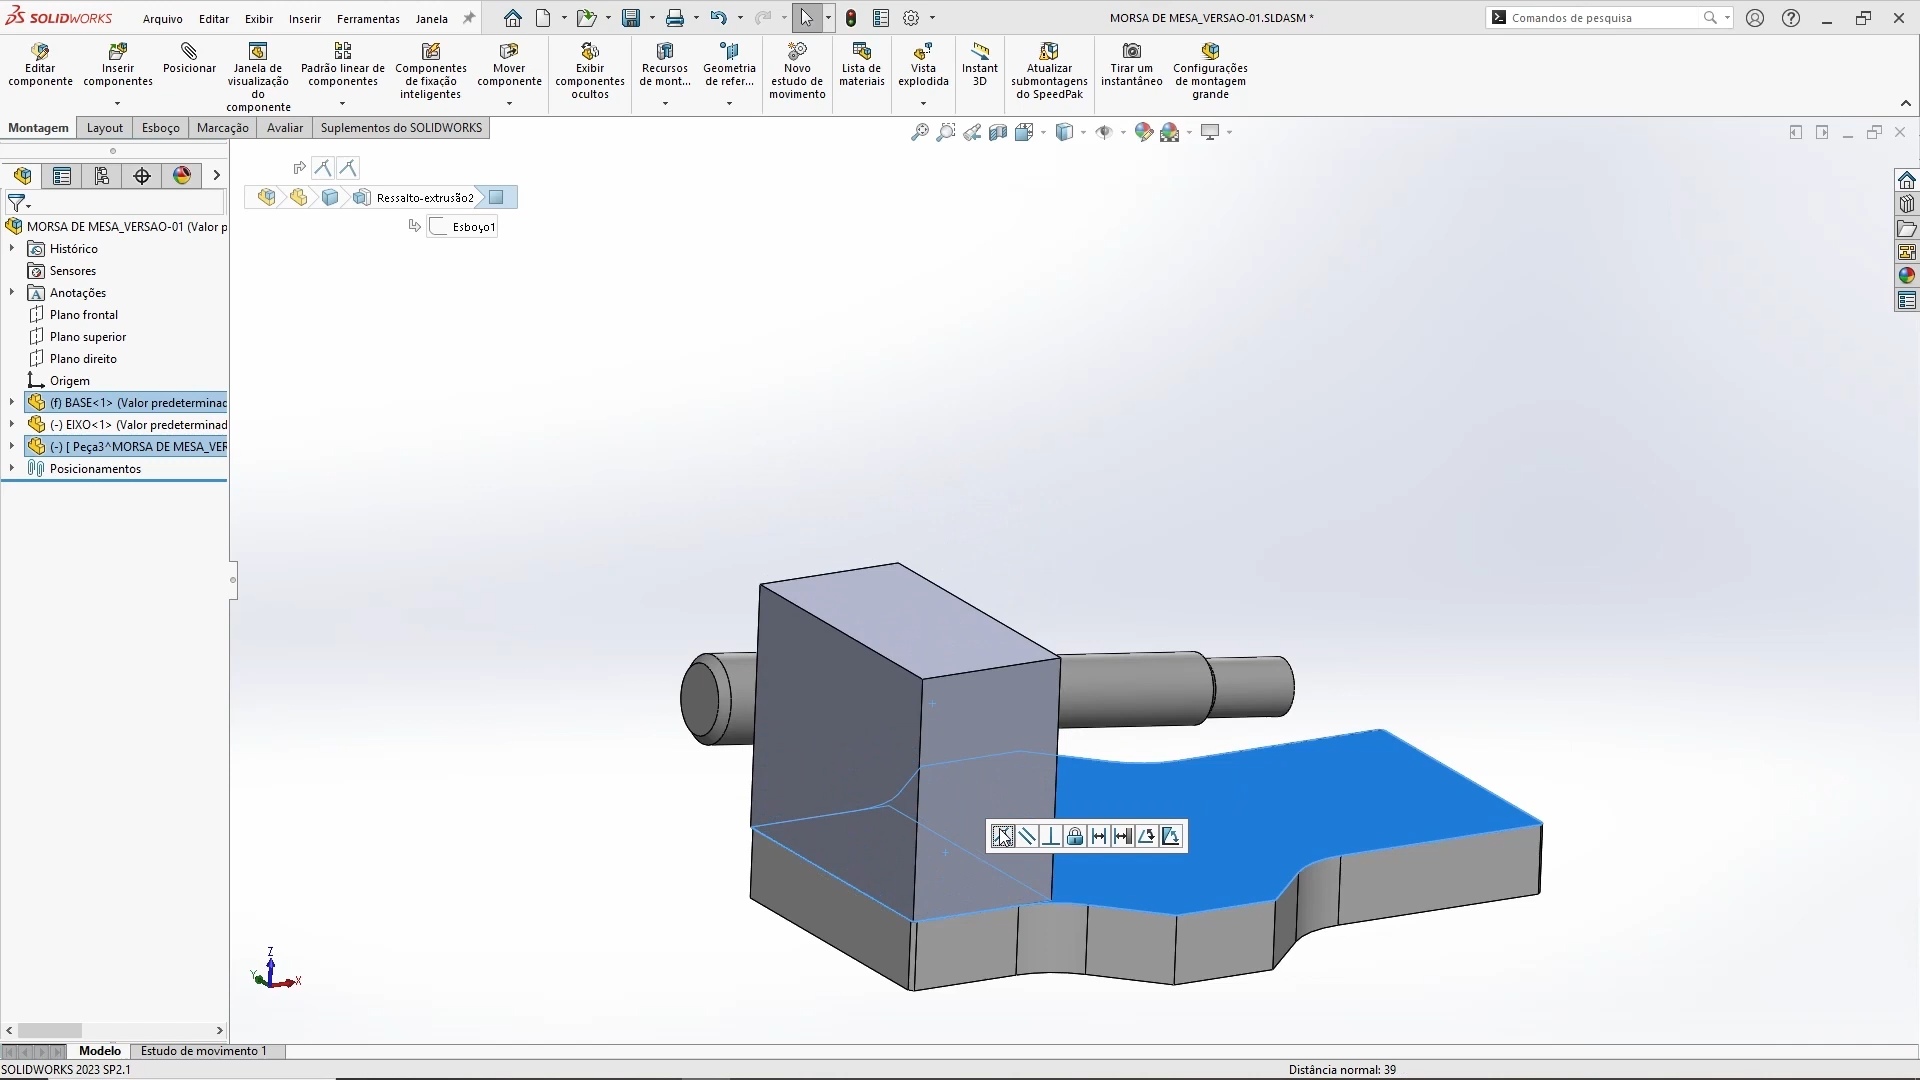 SOLIDWORKS
Arquivo Editar Exibir Inserir Ferramentas Janela
MORSA DE MESA_VERSAO-01.SLDASM *
Comandos de pesquisa
Editar componente
Inserir componentes
Posicionar
Janela de visualização do componente
Padrão linear de componentes
Componentes de fixação inteligentes
Mover componente
Exibir componentes ocultos
Recursos de mont...
Geometria de refer...
Novo estudo de movimento
Lista de materiais
Vista explodida
Instant 3D
Atualizar submontagens do SpeedPak
Tirar um instantâneo
Configurações de montagem grande
Montagem Layout Esboço Marcação Avaliar Suplementos do SOLIDWORKS
Ressalto-extrusão2
Esboço1
MORSA DE MESA_VERSAO-01 (Valor p
Histórico
Sensores
Anotações
Plano frontal
Plano superior
Plano direito
Origem
(f) BASE<1> (Valor predeterminac
(-) EIXO<1> (Valor predeterminad
(-) [ Peça3^MORSA DE MESA_VER
Posicionamentos
Z
Y
X
Modelo Estudo de movimento 1
SOLIDWORKS 2023 SP2.1
Distância normal: 39